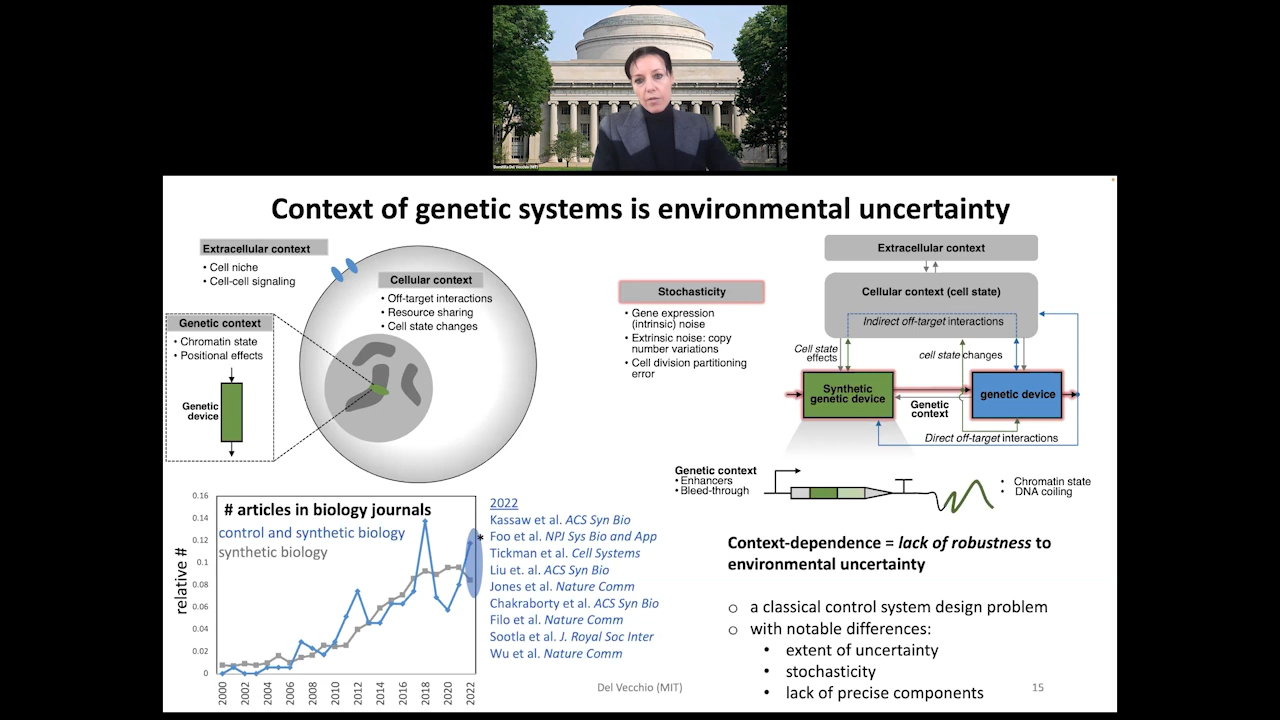 Domitilla Del Vecchio (MIT)
Context of genetic systems is environmental uncertainty
Extracellular context
• Cell niche
• Cell-cell signaling
Genetic context
• Chromatin state
• Positional effects
Genetic
device
Cellular context
• Off-target interactions
• Resource sharing
• Cell state changes
Stochasticity
• Gene expression
(intrinsic) noise
• Extrinsic noise: copy
number variations
• Cell division partitioning
error
Extracellular context
Cellular context (cell state)
Indirect off-target interactions
Cell state
effects
cell state changes
Synthetic
genetic device
genetic device
Genetic
context
Direct off-target interactions
Genetic context
• Enhancers
• Bleed-through
• Chromatin state
• DNA coiling
# articles in biology journals
control and synthetic biology
synthetic biology
relative #
0.16
0.14
0.12
0.1
0.08
0.06
0.04
0.02
0
2000
2002
2004
2006
2008
2010
2012
2014
2016
2018
2020
2022
*
2022
Kassaw et al. ACS Syn Bio
Foo et al. NPJ Sys Bio and App
Tickman et al. Cell Systems
Liu et. al. ACS Syn Bio
Jones et al. Nature Comm
Chakraborty et al. ACS Syn Bio
Filo et al. Nature Comm
Sootla et al. J. Royal Soc Inter
Wu et al. Nature Comm
Context-dependence = lack of robustness to
environmental uncertainty
o a classical control system design problem
o with notable differences:
• extent of uncertainty
• stochasticity
• lack of precise components
Del Vecchio (MIT)
15